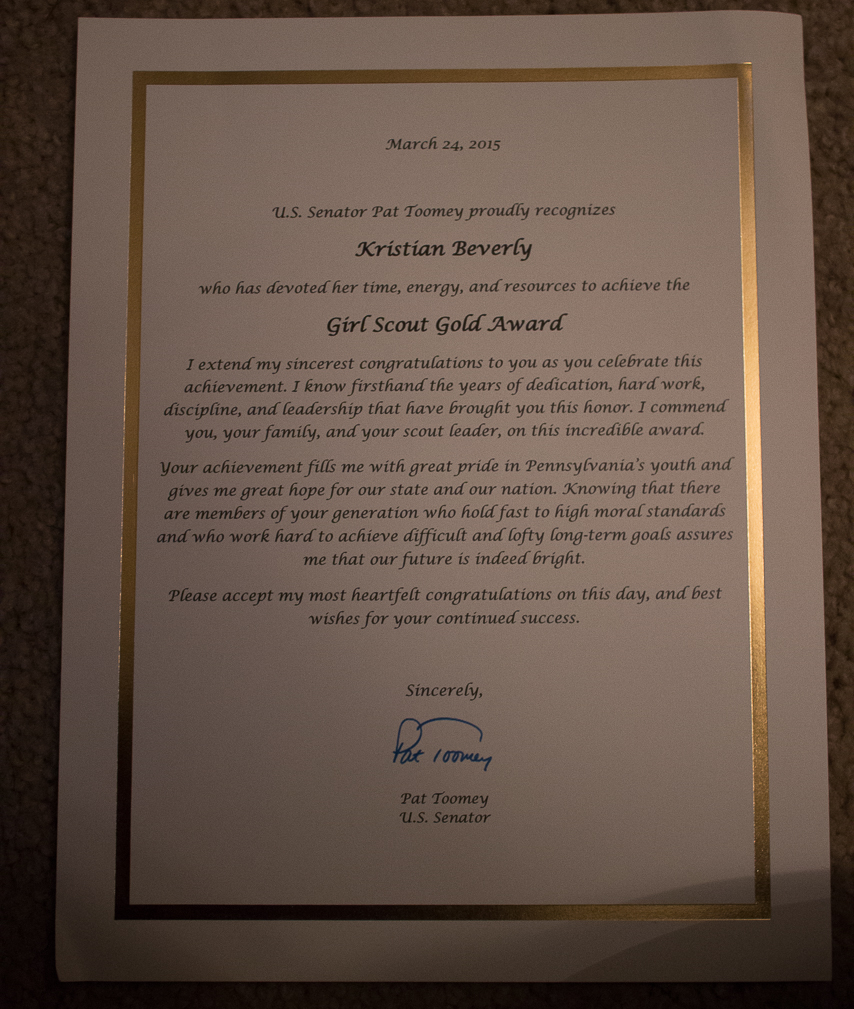 March 24, 2015
U.S. Senator Pat Toomey proudly recognizes
Kristian Beverly
who has devoted her time, energy, and resources to achieve the
Girl Scout Gold Award
I extend my sincerest congratulations to you as you celebrate this
achievement. I know firsthand the years of dedication, hard work,
discipline, and leadership that have brought you this honor. I commend
you, your family, and your scout leader, on this incredible award.
Your achievement fills me with great pride in Pennsylvania's youth and
gives me great hope for our state and our nation. Knowing that there
are members of your generation who hold fast to high moral standards
and who work hard to achieve difficult and lofty long-term goals assures
me that our future is indeed bright.
Please accept my most heartfelt congratulations on this day, and best
wishes for your continued success.
Sincerely,
Pat Toomey
Pat Toomey
U.S. Senator